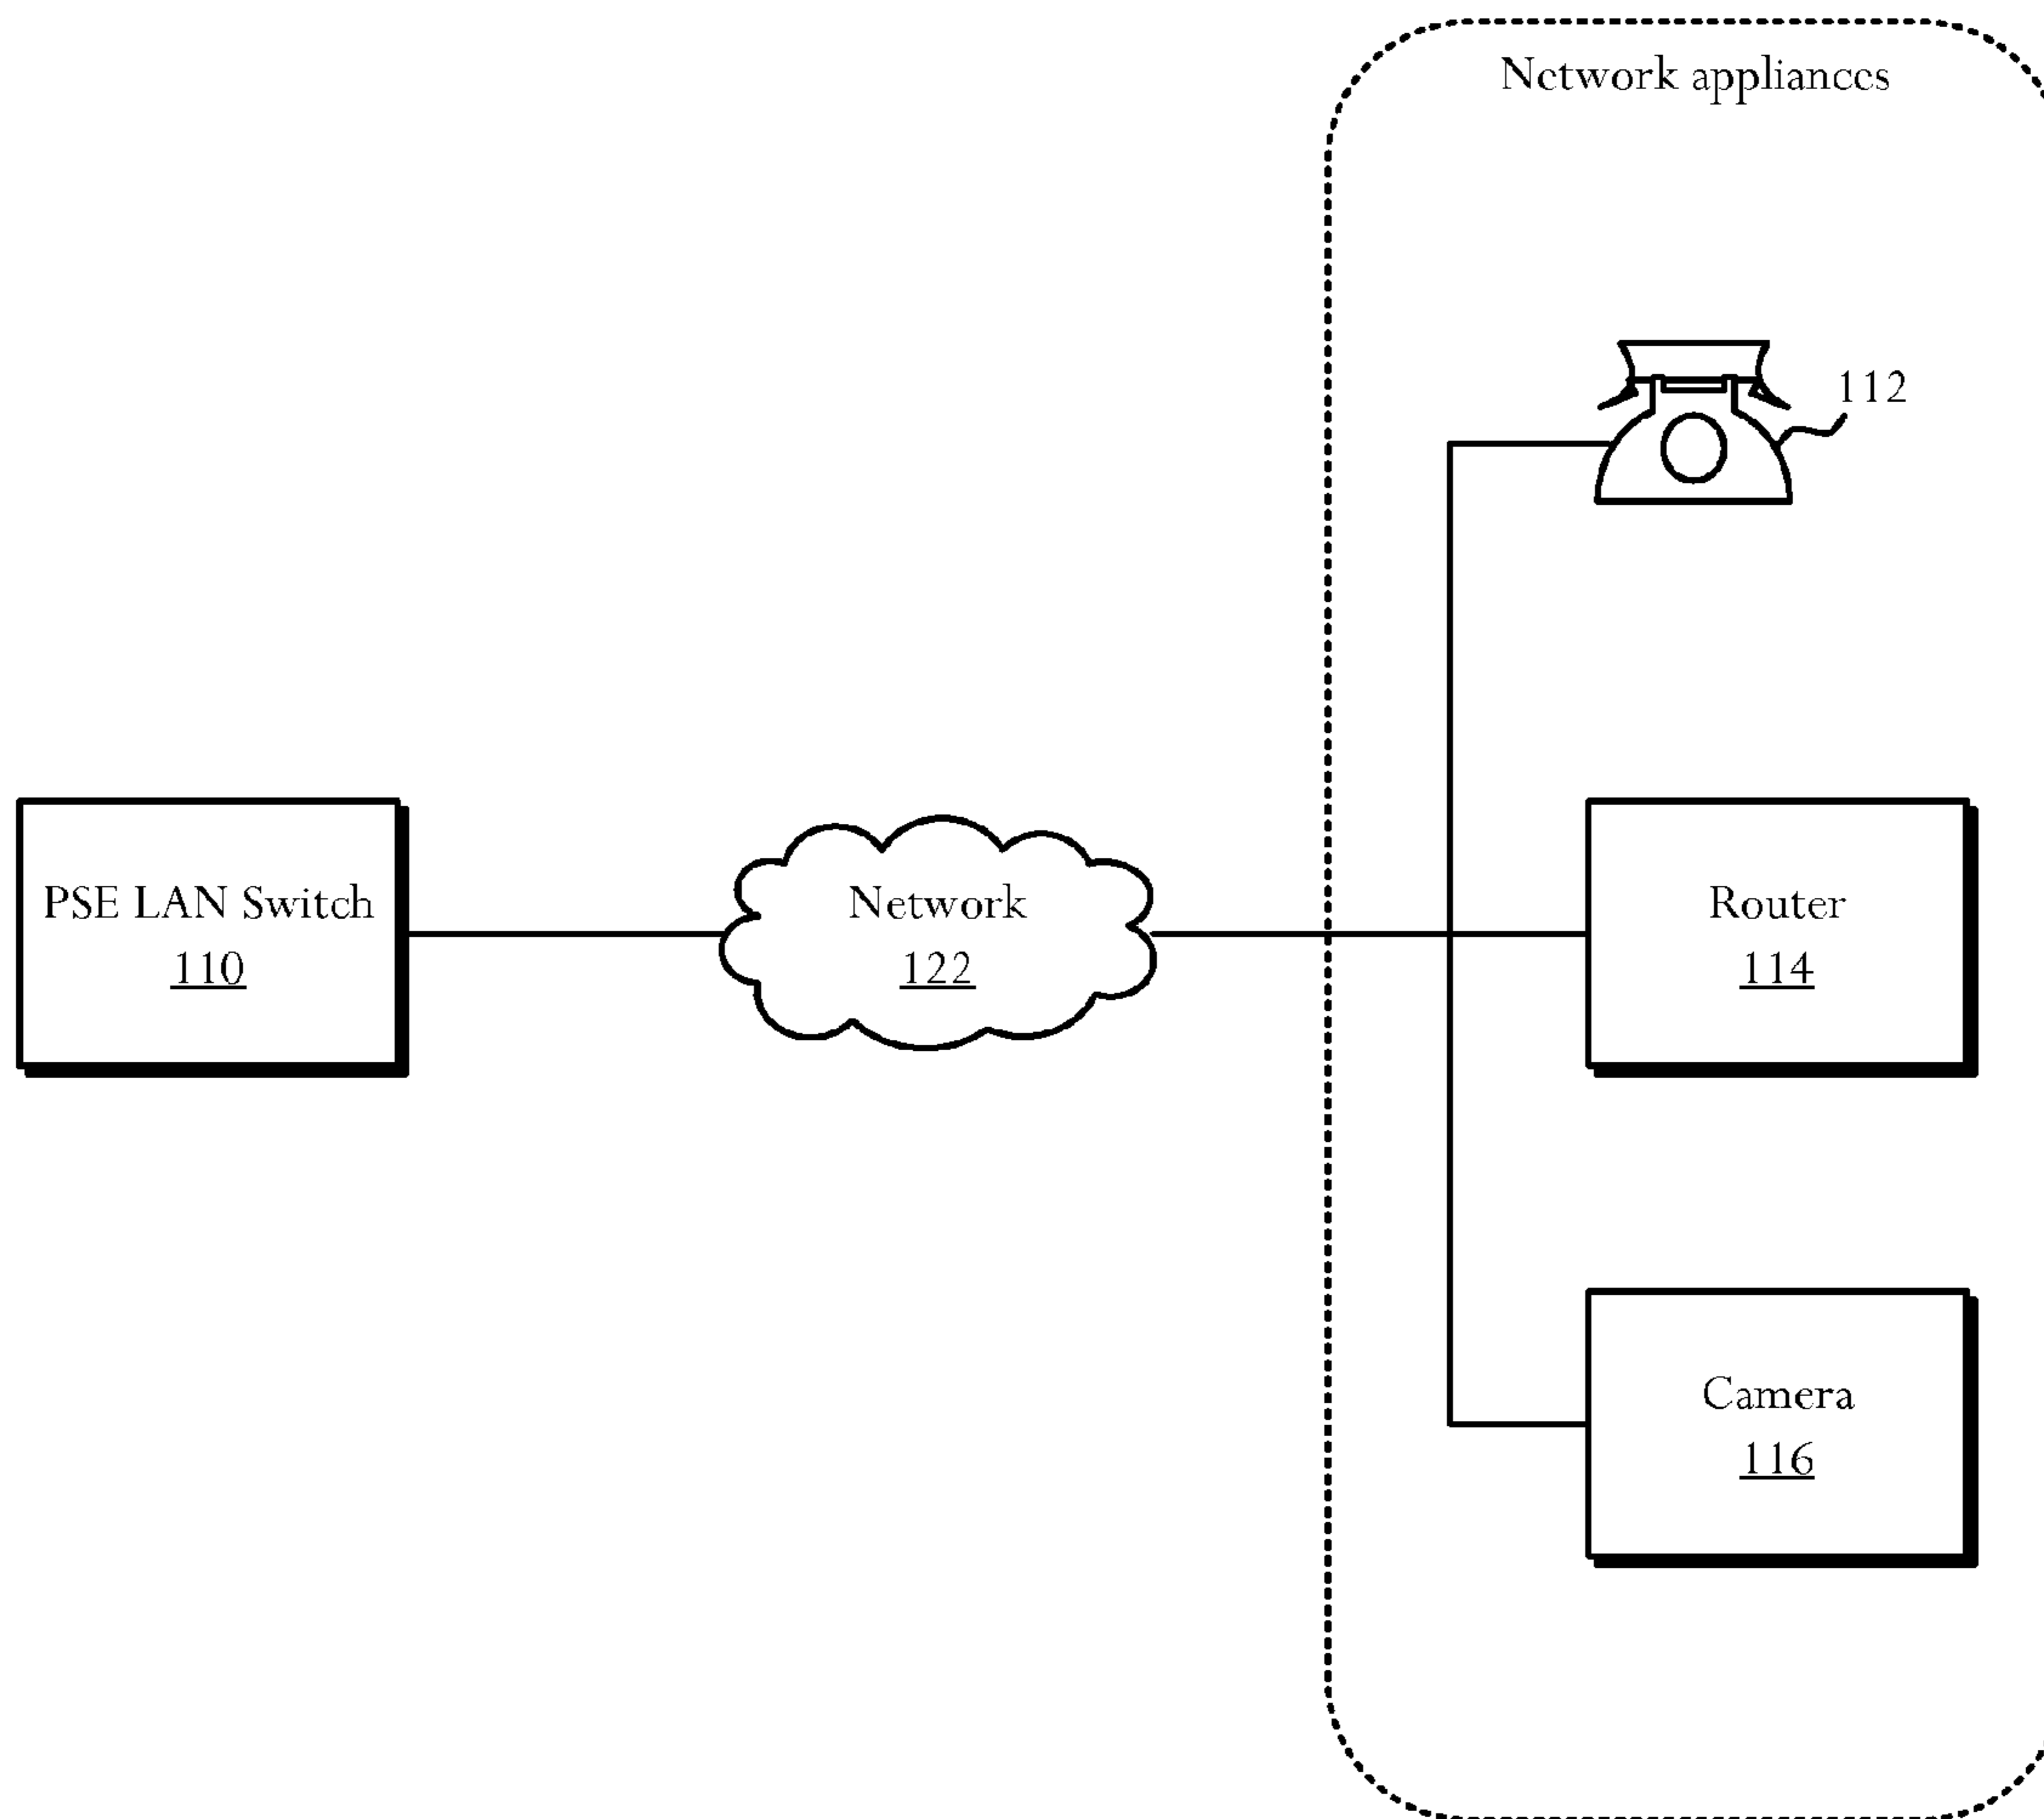 Network appliances
112
PSE LAN Switch
110
Network
122
Router
114
Camera
116